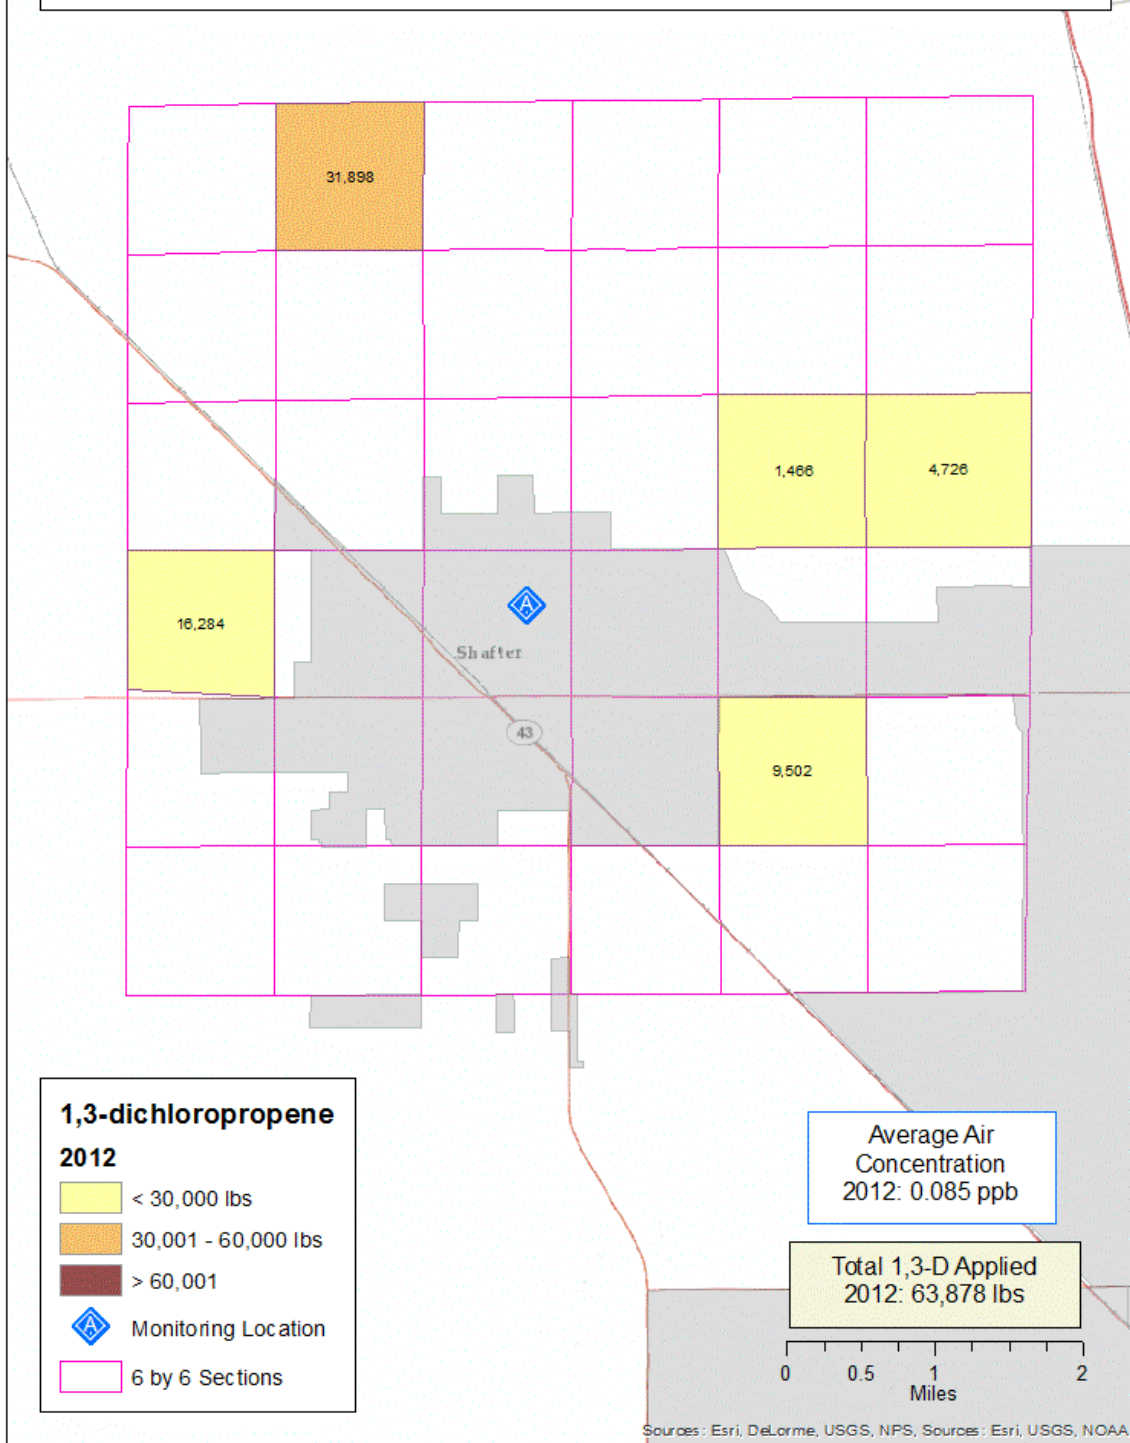 31,898
1,466
4,726
16,284
A
Shafter
43
9,502
1,3-dichloropropene
2012
< 30,000 lbs
30,001 - 60,000 lbs
> 60,001
A
Monitoring Location
6 by 6 Sections
Average Air
Concentration
2012: 0.085 ppb
Total 1,3-D Applied
2012: 63,878 lbs
0 0.5 1 2
Miles
Sources: Esri, DeLorme, USGS, NPS, Sources: Esri, USGS, NOAA